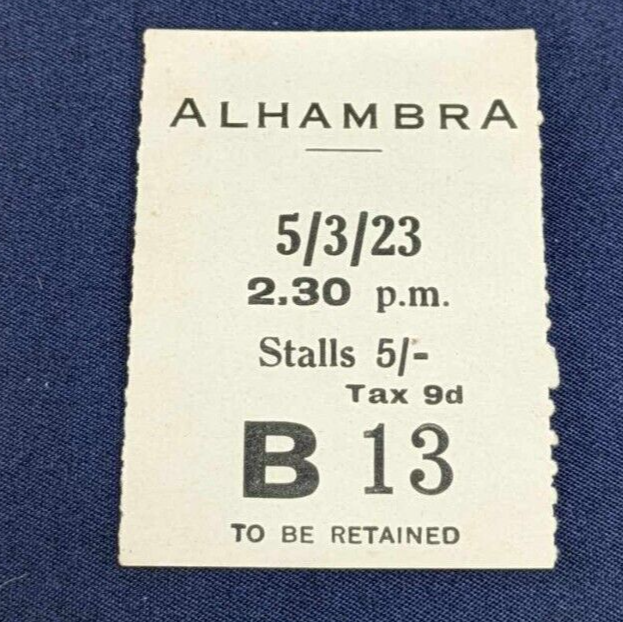 ALHAMBRA
5/3/23
2.30 p.m.
Stalls 5/-
Tax 9d
B 13
TO BE RETAINED